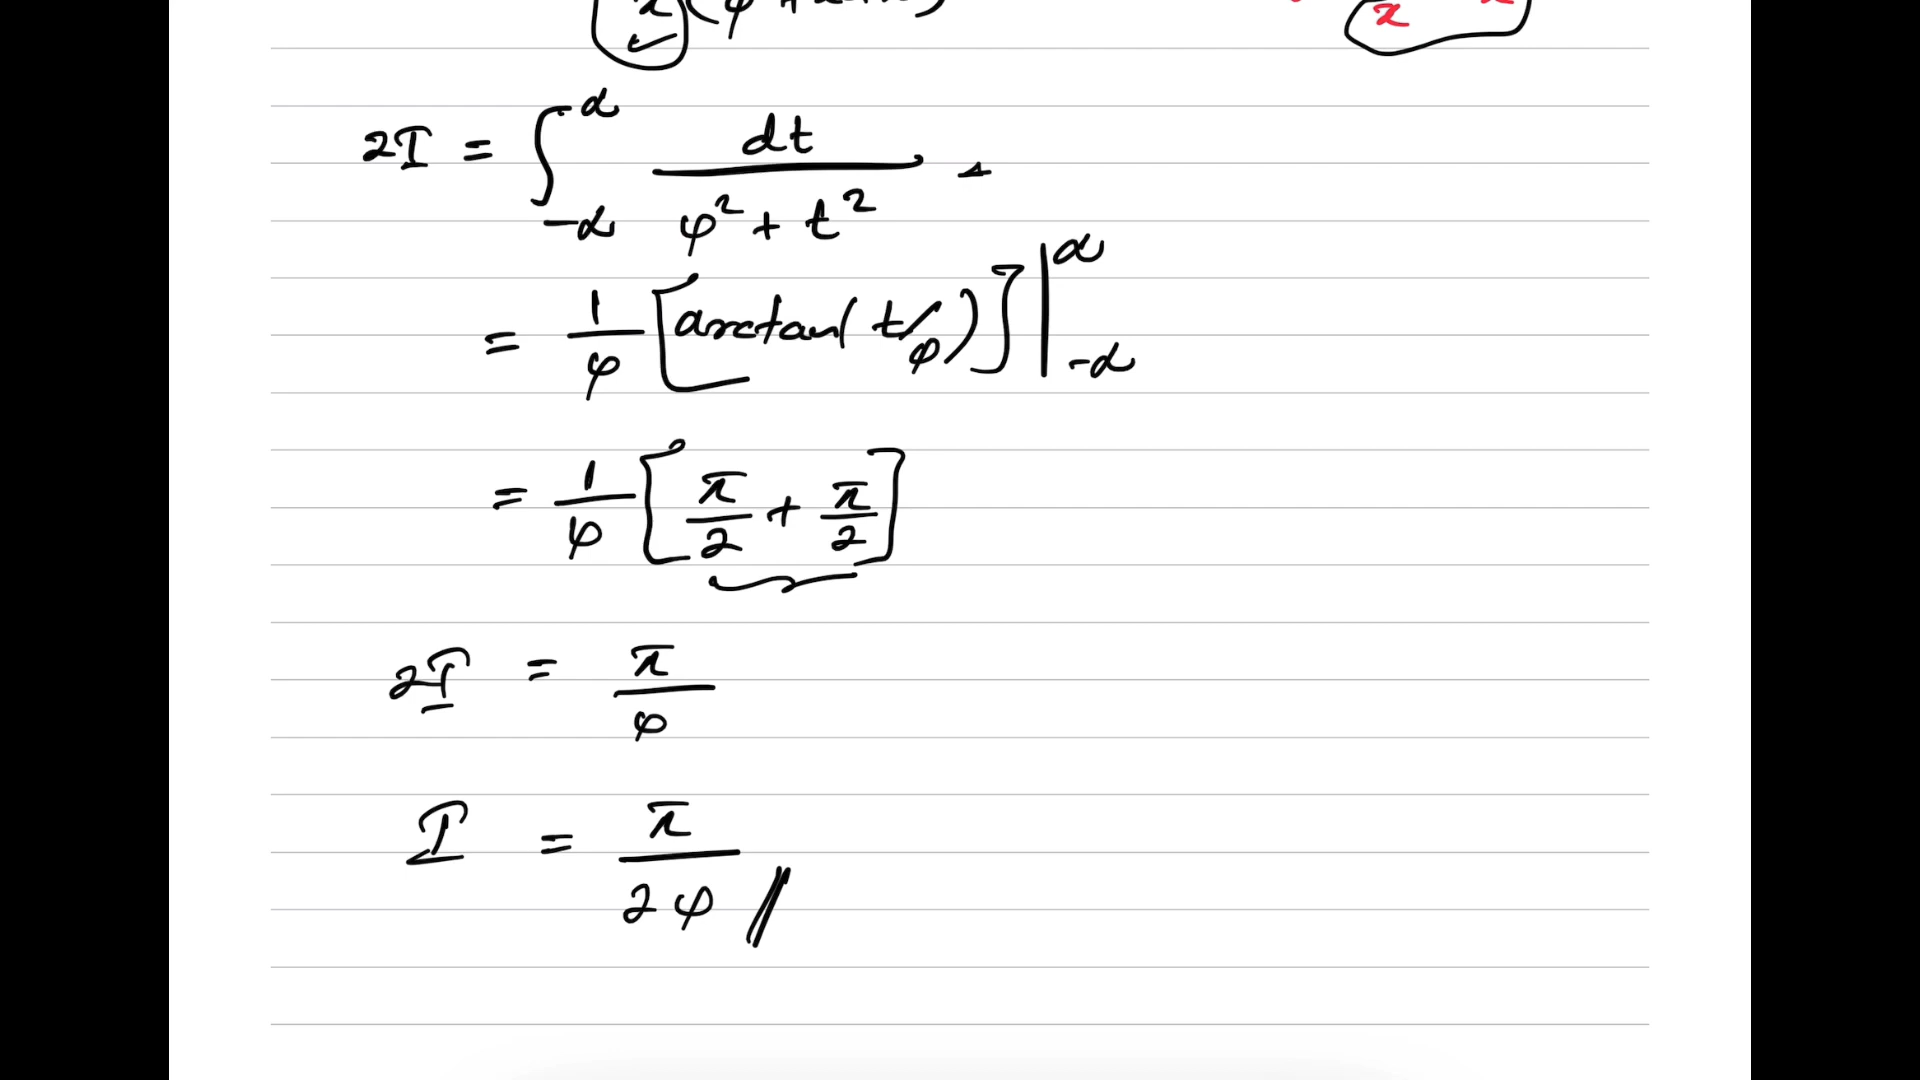 2I = ∫_{-∝}^{∝} dt / (φ² + t²) .
= 1/φ [arctan(t/φ)] |_{-∝}^{∝}
= 1/φ [π/2 + π/2]
2I = π/φ
I = π/2φ //